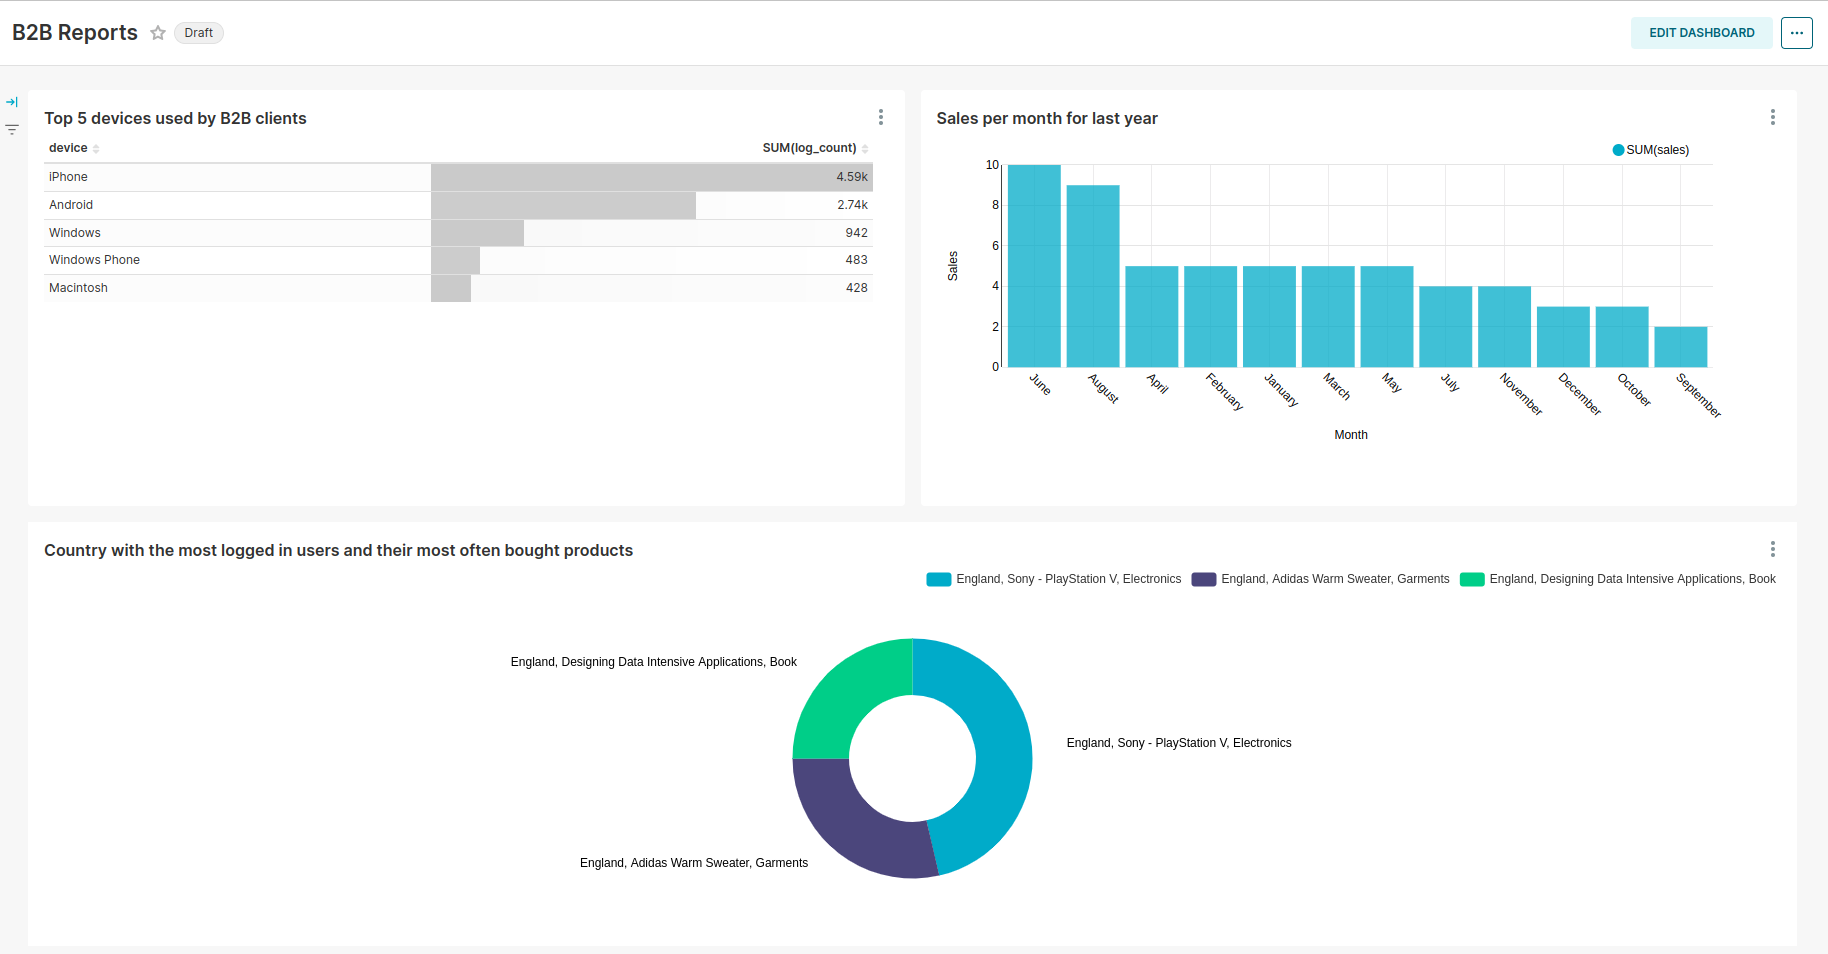 B2B Reports Draft EDIT DASHBOARD ...
Top 5 devices used by B2B clients
device SUM(log_count)
iPhone 4.59k
Android 2.74k
Windows 942
Windows Phone 483
Macintosh 428
Sales per month for last year
SUM(sales)
10
8
6
4
2
0
Sales
June August April February January March May July November December October September
Month
Country with the most logged in users and their most often bought products
England, Sony - PlayStation V, Electronics England, Adidas Warm Sweater, Garments England, Designing Data Intensive Applications, Book
England, Designing Data Intensive Applications, Book
England, Sony - PlayStation V, Electronics
England, Adidas Warm Sweater, Garments